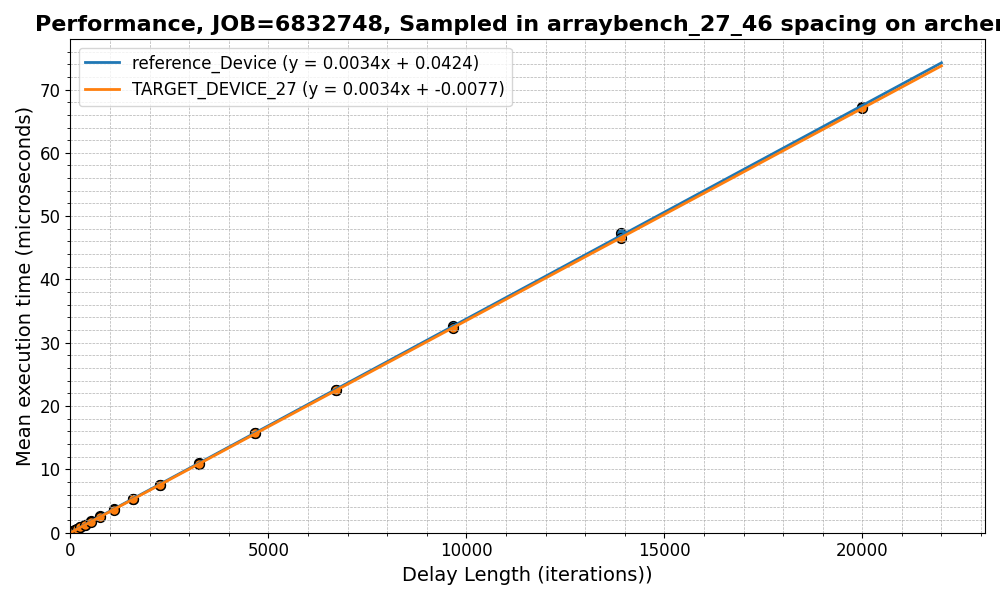 Performance, JOB=6832748, Sampled in arraybench_27_46 spacing on archer
reference_Device (y = 0.0034x + 0.0424)
TARGET_DEVICE_27 (y = 0.0034x + -0.0077)
Mean execution time (microseconds)
70
60
50
40
30
20
10
0
0 5000 10000 15000 20000
Delay Length (iterations))